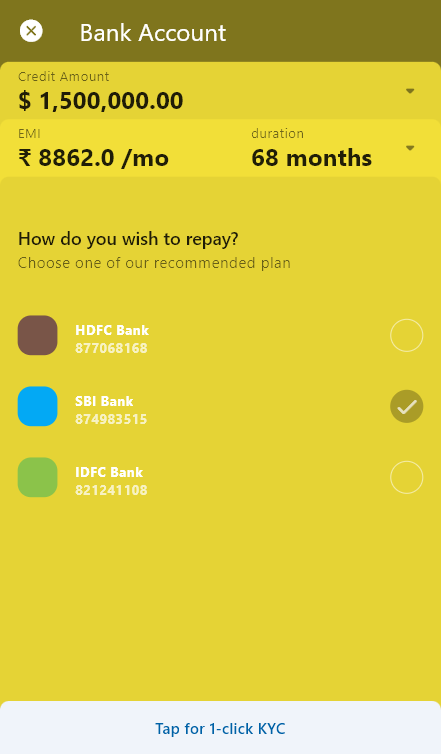 Bank Account
Credit Amount
$ 1,500,000.00
EMI duration
₹ 8862.0 /mo 68 months
How do you wish to repay?
Choose one of our recommended plan
HDFC Bank
877068168
SBI Bank
874983515
IDFC Bank
821241108
Tap for 1-click KYC